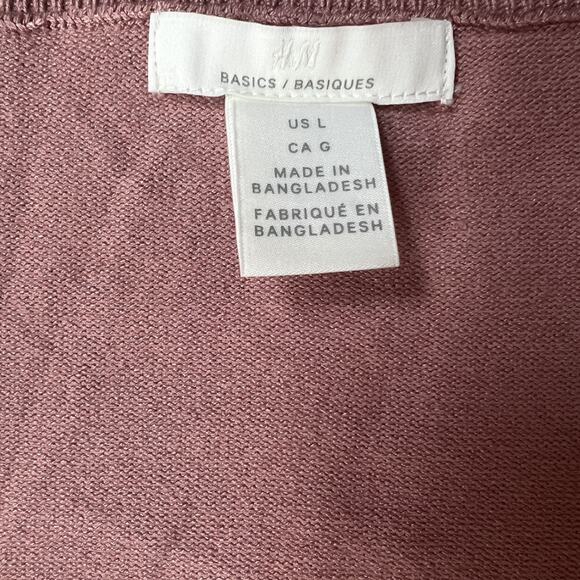 H&M
BASICS / BASIQUES
US L
CA G
MADE IN
BANGLADESH
FABRIQUÉ EN
BANGLADESH